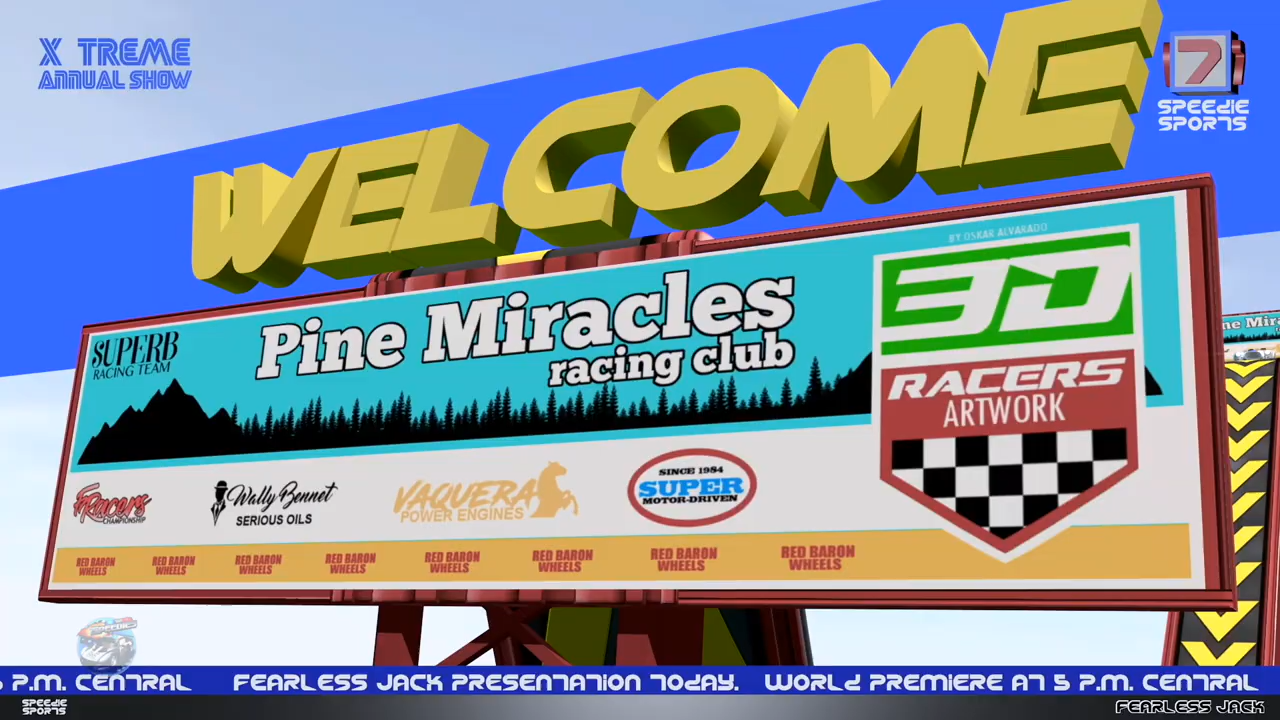 X TREME
ANNUAL SHOW
7
SPEEDIE
SPORTS
WELCOME
BY OSKAR ALVARADO
SUPERB
RACING TEAM
Pine Miracles
racing club
3D
RACERS
ARTWORK
Racers
CHAMPIONSHIP
Wally Bennet
SERIOUS OILS
VAQUERA
POWER ENGINES
SINCE 1984
SUPER
MOTOR-DRIVEN
RED BARON
WHEELS
RED BARON
WHEELS
RED BARON
WHEELS
RED BARON
WHEELS
RED BARON
WHEELS
RED BARON
WHEELS
RED BARON
WHEELS
RED BARON
WHEELS
P.M. CENTRAL FEARLESS JACK PRESENTATION TODAY. WORLD PREMIERE AT 5 P.M. CENTRAL
SPEEDIE
SPORTS
FEARLESS JACK